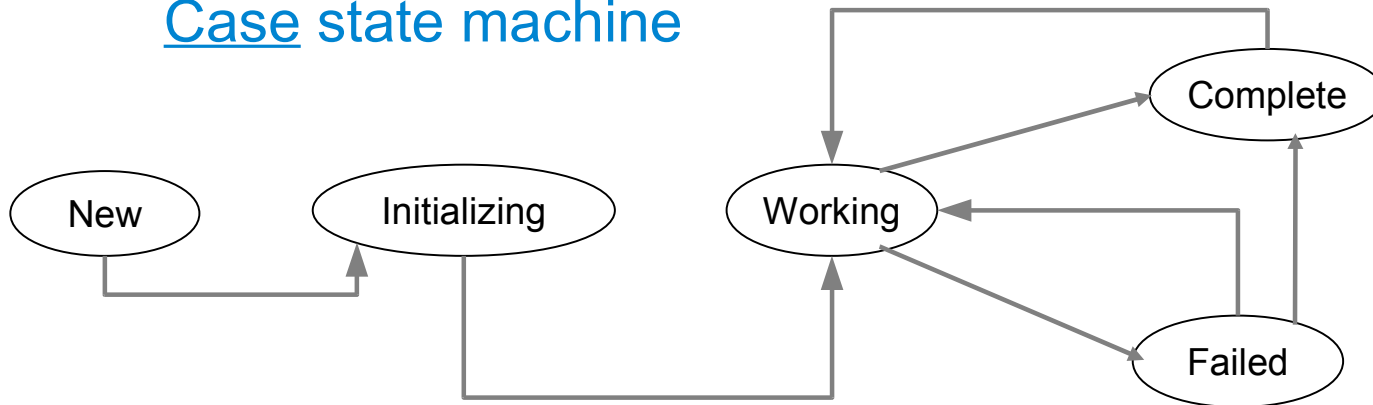 Case state machine
Complete
New
Initializing
Working
Failed